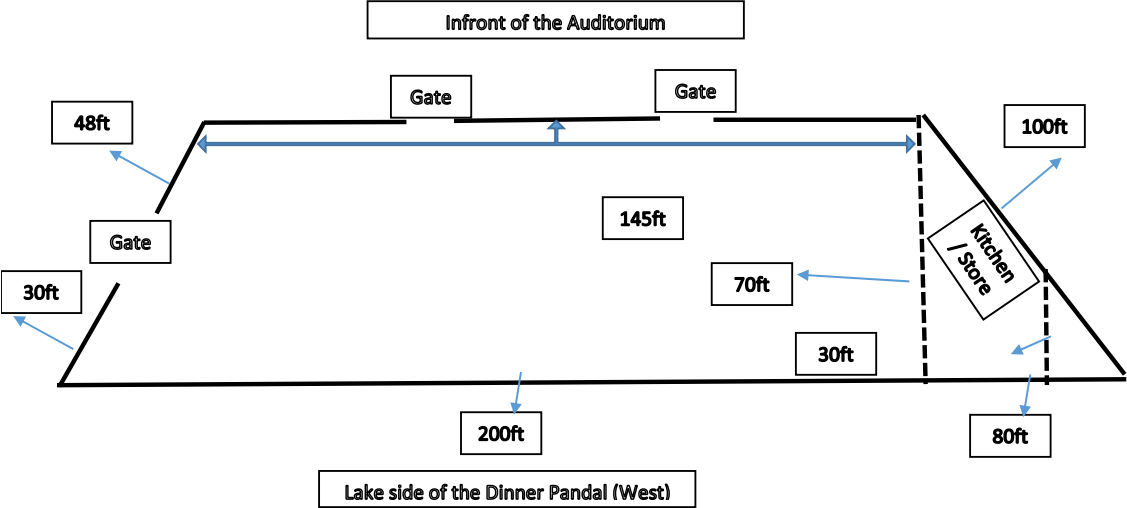 Infront of the Auditorium
Gate
Gate
48ft
100ft
145ft
Gate
Kitchen
/ Store
70ft
30ft
30ft
200ft
80ft
Lake side of the Dinner Pandal (West)